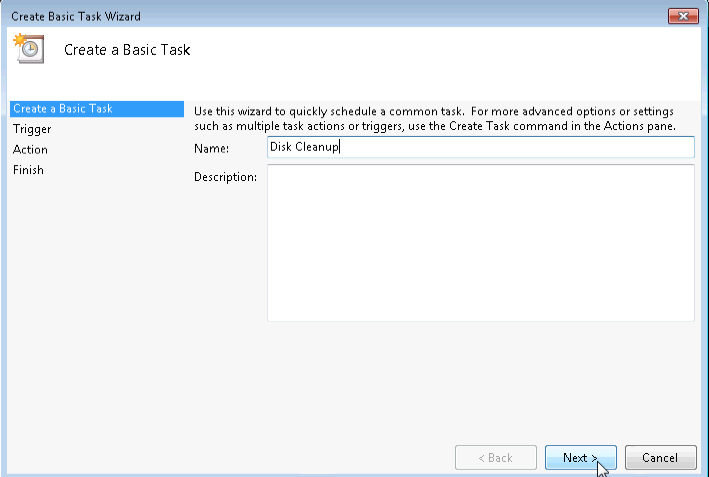 Create Basic Task Wizard
Create a Basic Task
Create a Basic Task
Trigger
Action
Finish
Use this wizard to quickly schedule a common task.  For more advanced options or settings
such as multiple task actions or triggers, use the Create Task command in the Actions pane.
Name:
Disk Cleanup
Description:
< Back
Next >
Cancel